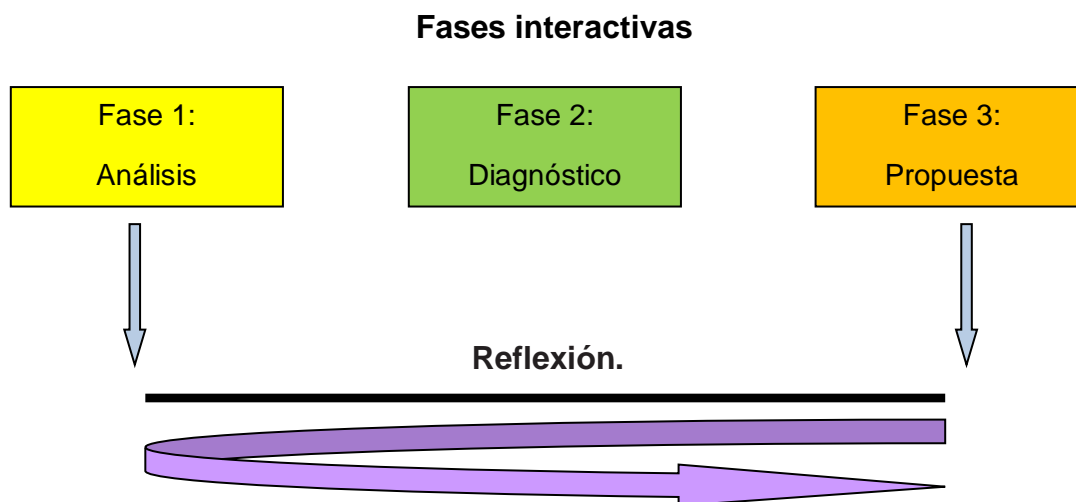 Fases interactivas
Fase 1:
Análisis
Fase 2:
Diagnóstico
Fase 3:
Propuesta
Reflexión.